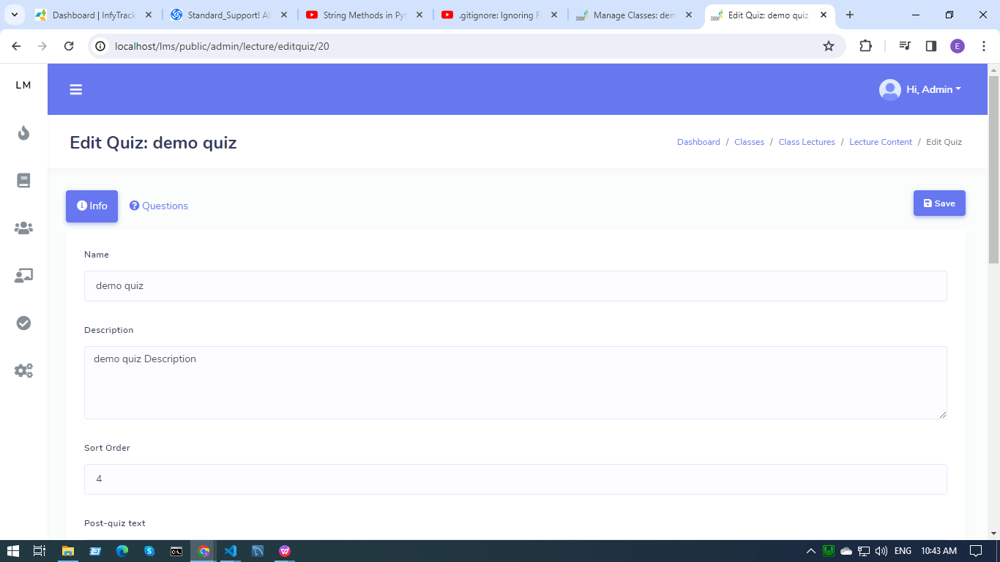 Dashboard | InfyTrack
Standard_Support! Al
String Methods in Pyt
.gitignore: Ignoring F
Manage Classes: dem
Edit Quiz: demo quiz
localhost/lms/public/admin/lecture/editquiz/20
E
LM
Hi, Admin
Edit Quiz: demo quiz
Dashboard / Classes / Class Lectures / Lecture Content / Edit Quiz
Info
Questions
Save
Name
demo quiz
Description
demo quiz Description
Sort Order
4
Post-quiz text
ENG
10:43 AM